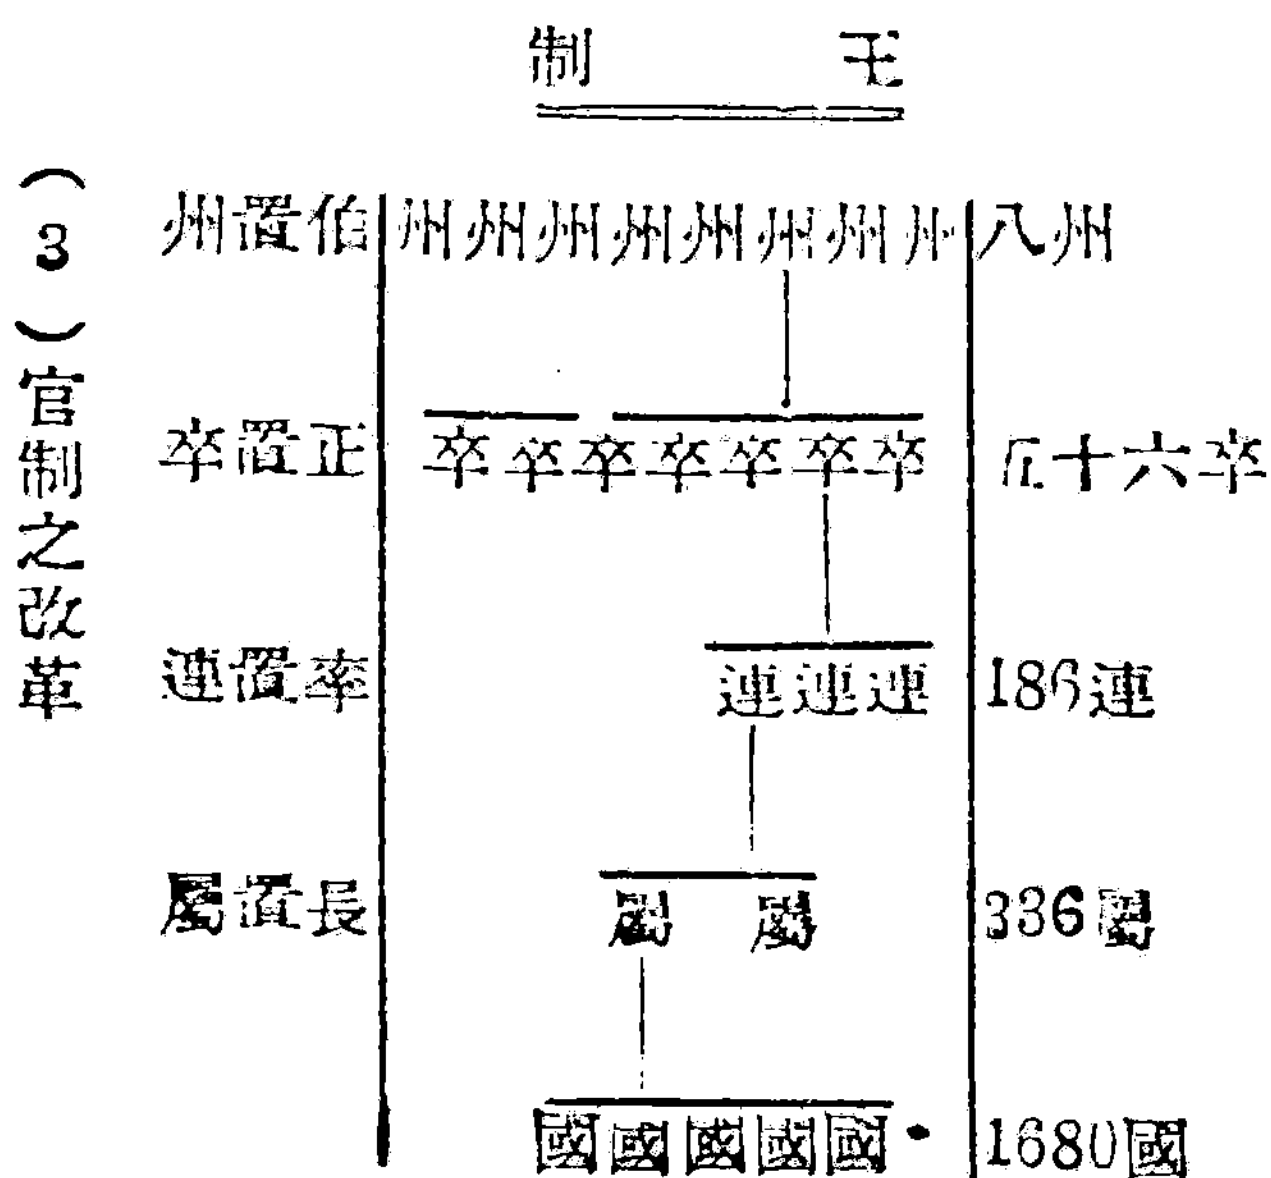 王制
州置伯 州州州州州州州州 八州
卒置正 卒卒卒卒卒卒卒 五十六卒
連置率 連連連 186連
屬置長 屬屬 336屬
國國國國國 1680國
（3）官制之改革